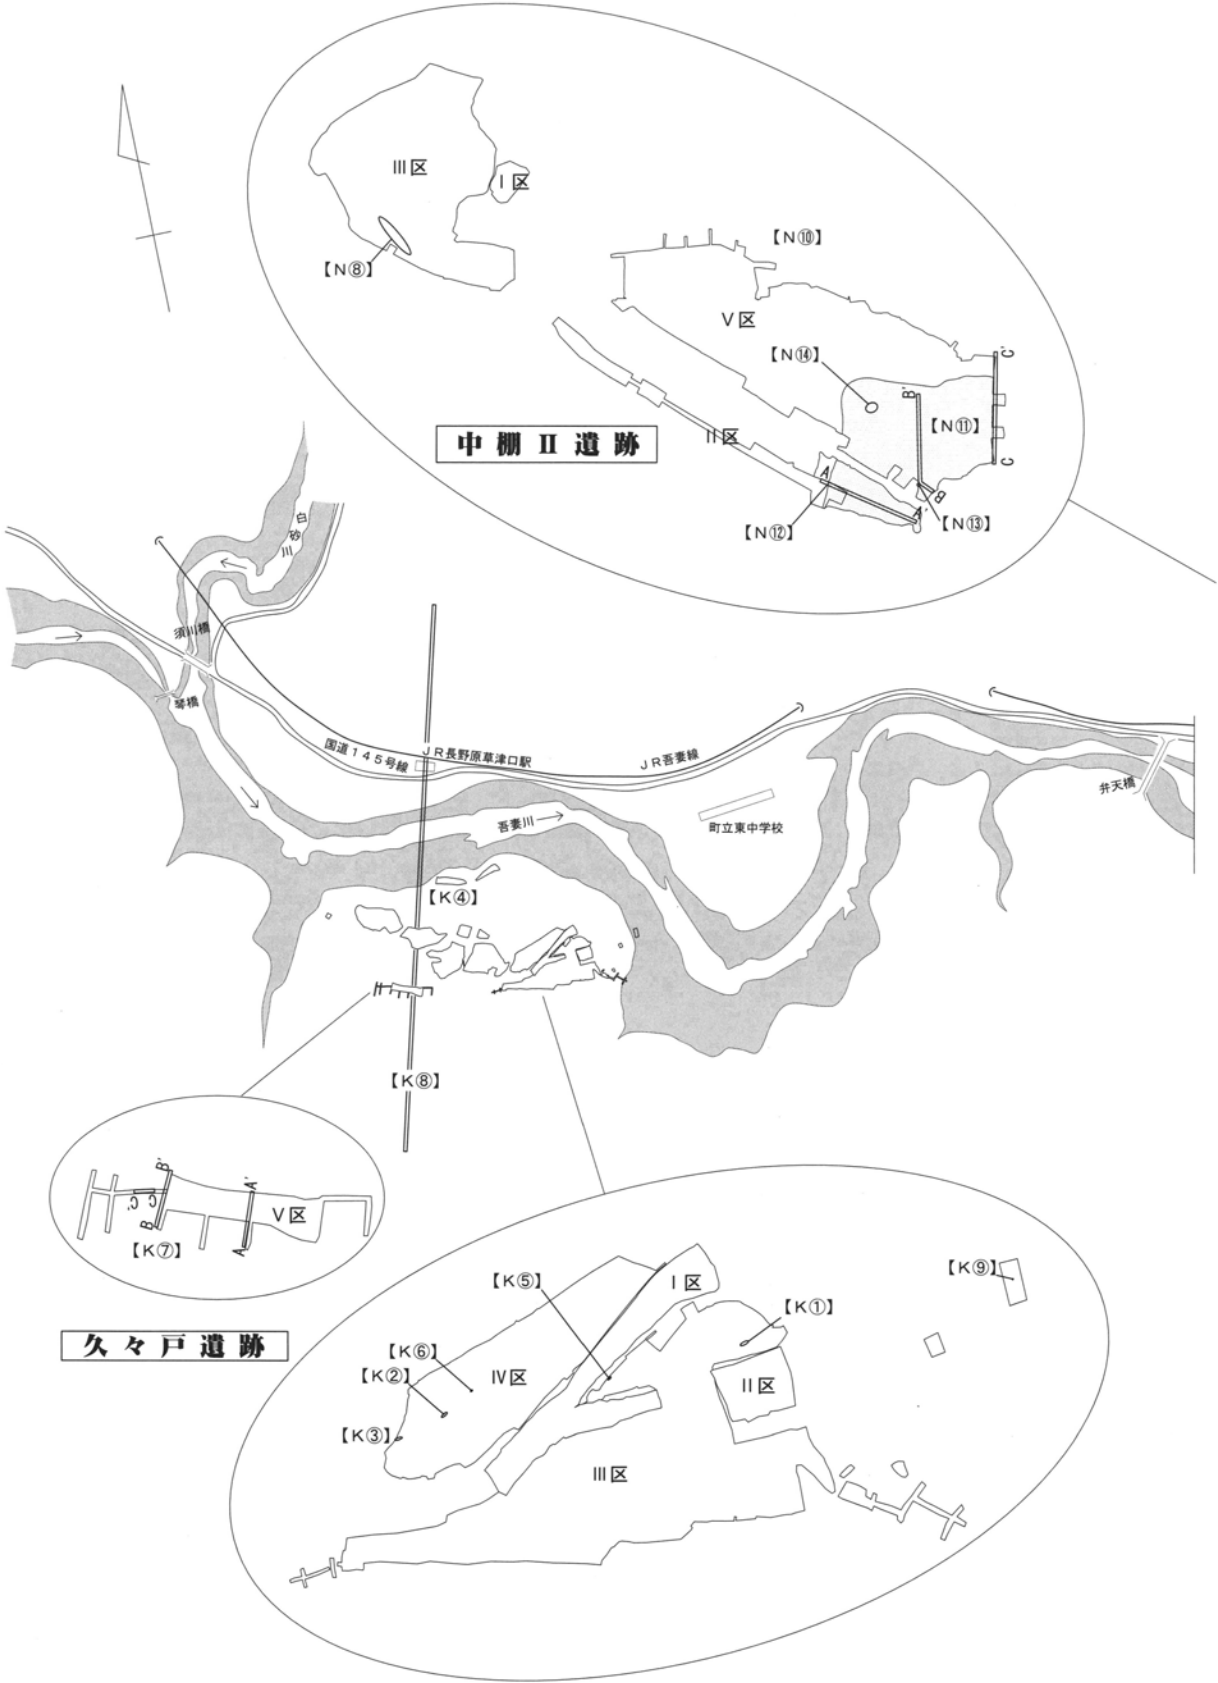 Ⅲ区
Ⅰ区
【N⑧】
【N⑩】
Ⅴ区
【N⑭】
C'
B'
【N⑪】
Ⅱ区
中棚Ⅱ遺跡
A
C
B
A'
【N⑫】
【N⑬】
白砂川
須川橋
琴橋
国道145号線
JR長野原草津口駅
JR吾妻線
弁天橋
吾妻川
町立東中学校
【K④】
【K⑧】
B'
A'
C'
C
B
Ⅴ区
A
【K⑦】
久々戸遺跡
【K⑤】
Ⅰ区
【K⑨】
【K①】
【K⑥】
【K②】
Ⅳ区
Ⅱ区
【K③】
Ⅲ区